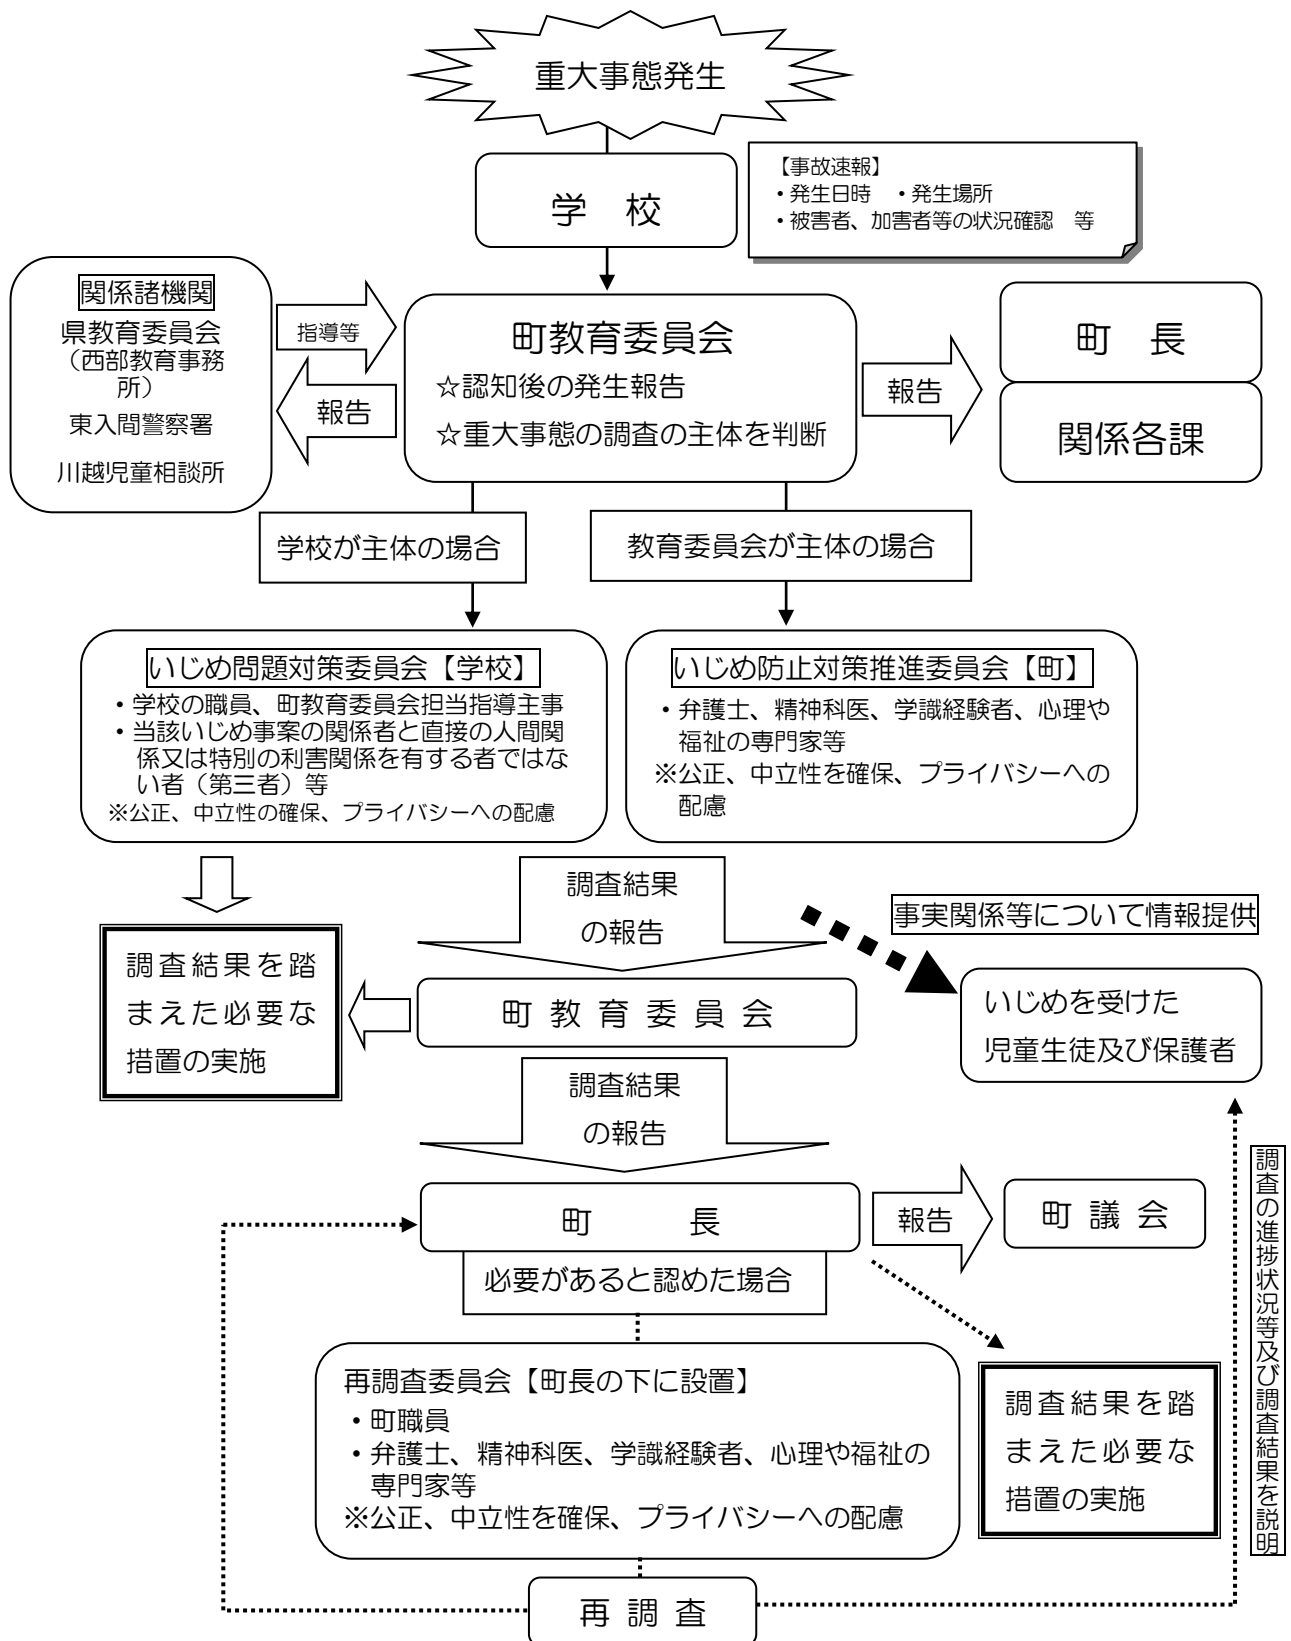 重大事態発生
学　校
【事故速報】
・発生日時　・発生場所
・被害者、加害者等の状況確認　等
関係諸機関
県教育委員会
（西部教育事務
所）
東入間警察署
川越児童相談所
指導等
報告
町教育委員会
☆認知後の発生報告
☆重大事態の調査の主体を判断
報告
町　長
関係各課
学校が主体の場合
教育委員会が主体の場合
いじめ問題対策委員会【学校】
・学校の職員、町教育委員会担当指導主事
・当該いじめ事案の関係者と直接の人間関
係又は特別の利害関係を有する者ではな
い者（第三者）等
※公正、中立性の確保、プライバシーへの配慮
いじめ防止対策推進委員会【町】
・弁護士、精神科医、学識経験者、心理や
福祉の専門家等
※公正、中立性を確保、プライバシーへの
配慮
調査結果
の報告
事実関係等について情報提供
調査結果を踏
まえた必要な
措置の実施
町教育委員会
いじめを受けた
児童生徒及び保護者
調査結果
の報告
町　長
報告
町議会
必要があると認めた場合
調査の進捗状況等及び調査結果を説明
再調査委員会【町長の下に設置】
・町職員
・弁護士、精神科医、学識経験者、心理や福祉の
専門家等
※公正、中立性を確保、プライバシーへの配慮
調査結果を踏
まえた必要な
措置の実施
再調査